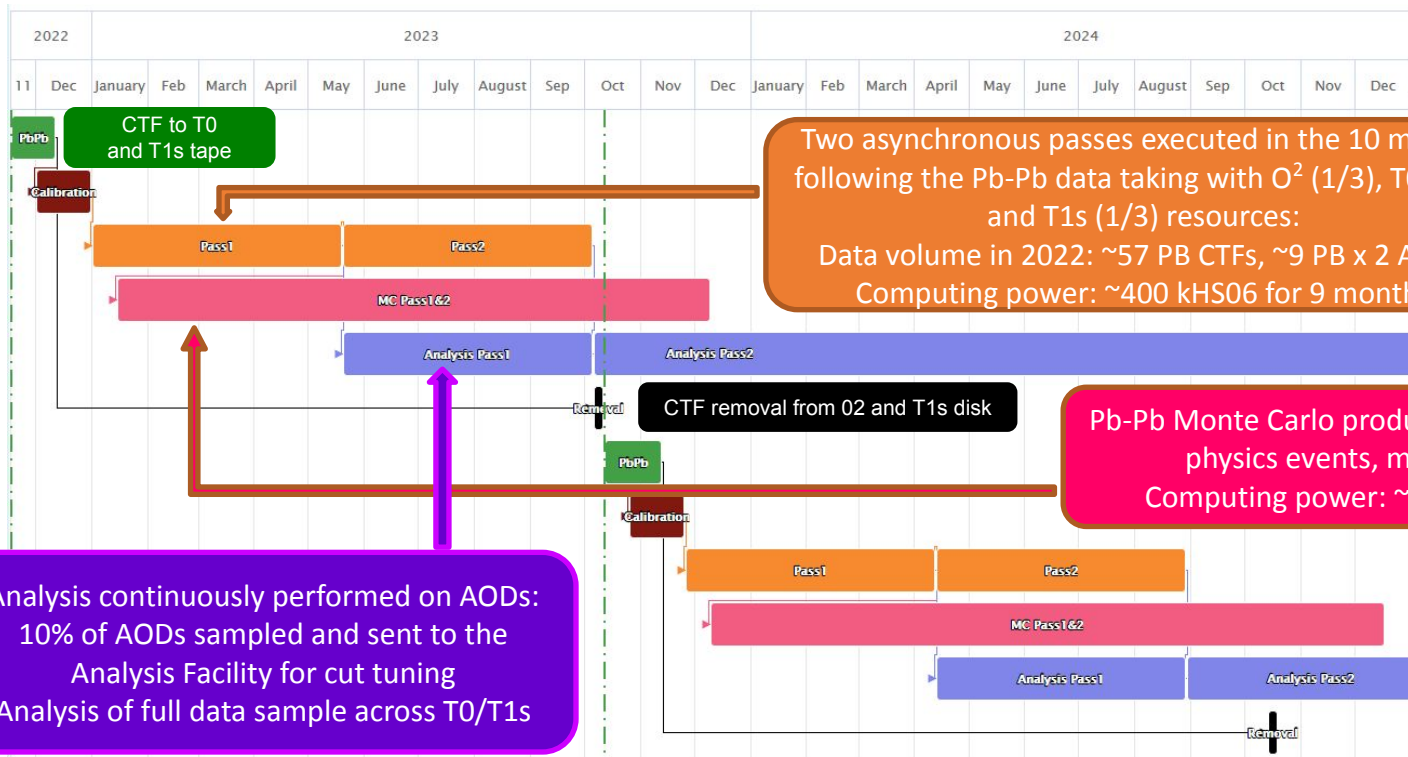 2022 2023 2024
11 Dec January Feb March April May June July August Sep Oct Nov Dec January Feb March April May June July August Sep Oct Nov Dec
PbPb
CTF to T0
and T1s tape
Calibration
Two asynchronous passes executed in the 10 m
following the Pb-Pb data taking with O² (1/3), T
and T1s (1/3) resources:
Data volume in 2022: ~57 PB CTFs, ~9 PB x 2 A
Computing power: ~400 kHS06 for 9 month
Pass1 Pass2
MC Pass1&2
Analysis Pass1 Analysis Pass2
Removal
CTF removal from 02 and T1s disk
Pb-Pb Monte Carlo produ
physics events, m
Computing power: ~
PbPb
Calibration
Pass1 Pass2
MC Pass1&2
Analysis Pass1 Analysis Pass2
Removal
Analysis continuously performed on AODs:
10% of AODs sampled and sent to the
Analysis Facility for cut tuning
Analysis of full data sample across T0/T1s